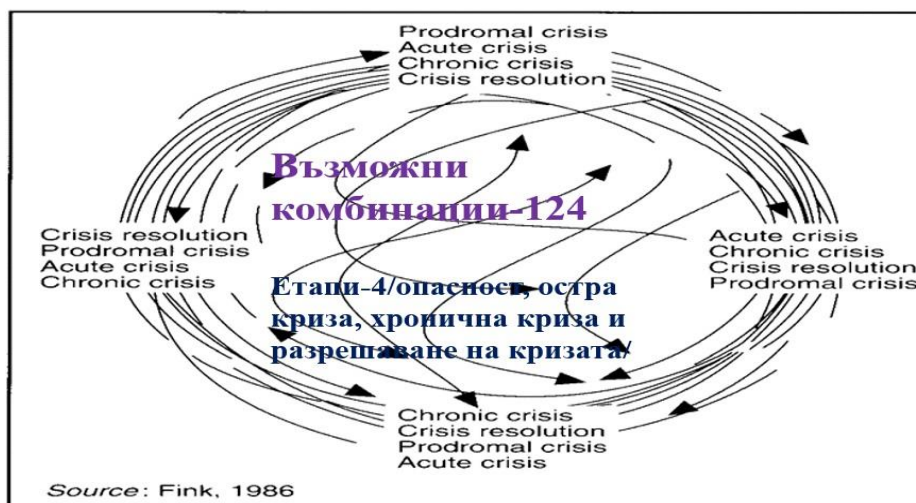 Prodromal crisis
Acute crisis
Chronic crisis
Crisis resolution
Възможни
комбинации-124
Crisis resolution
Prodromal crisis
Acute crisis
Chronic crisis
Acute crisis
Chronic crisis
Crisis resolution
Prodromal crisis
Етапи-4/опасност, остра
криза, хронична криза и
разрешаване на кризата/
Chronic crisis
Crisis resolution
Prodromal crisis
Acute crisis
Source: Fink, 1986